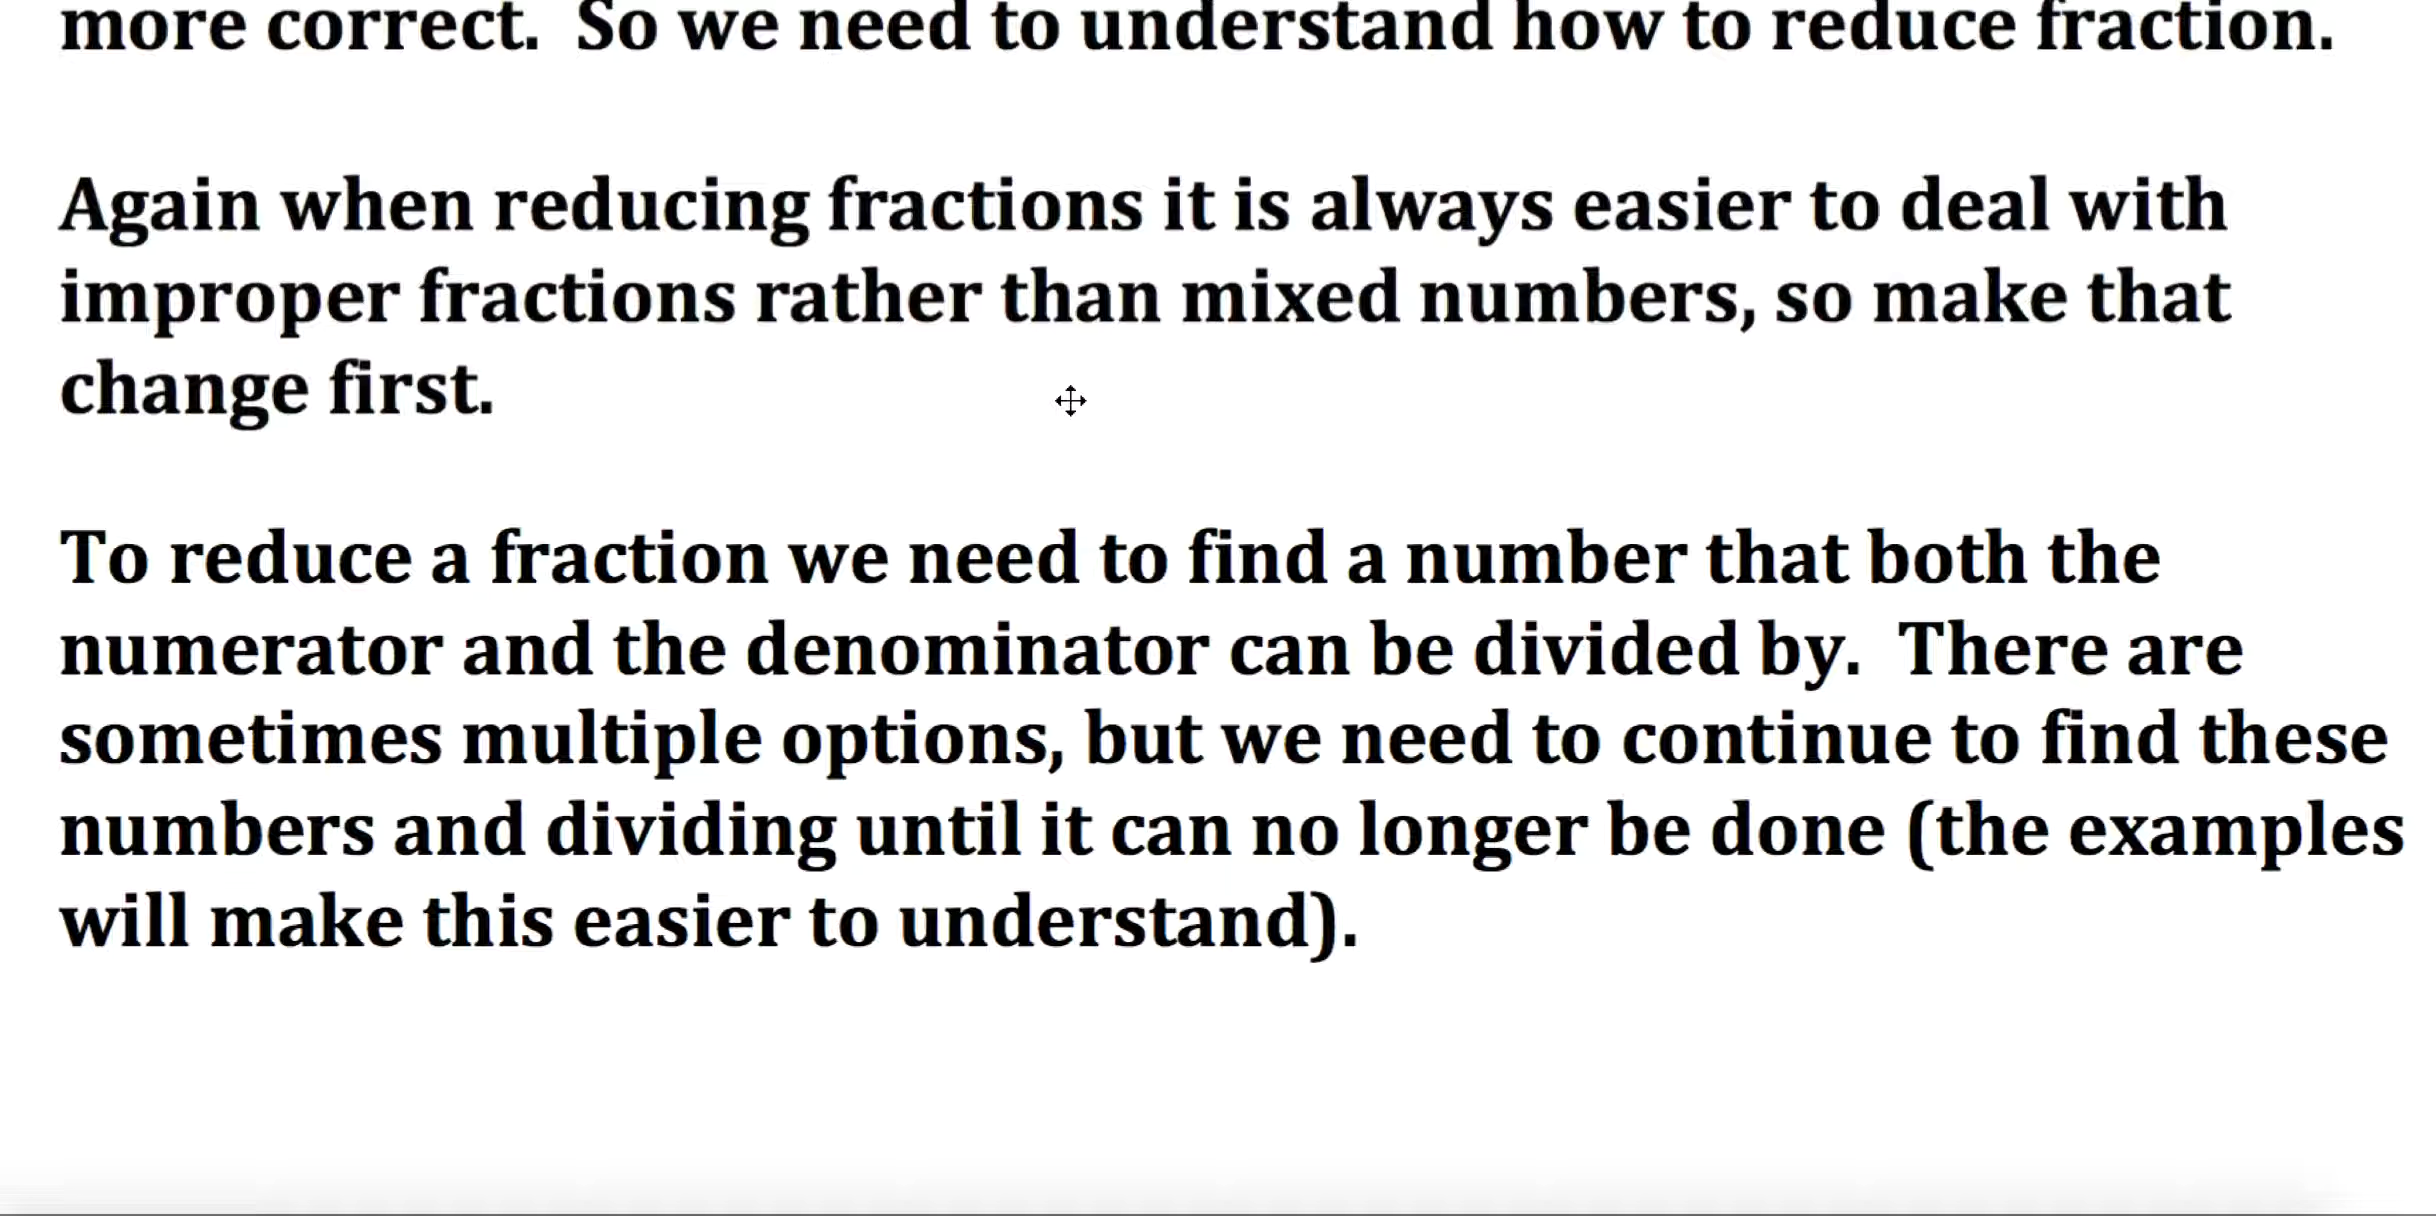 more correct.  So we need to understand how to reduce fraction.
Again when reducing fractions it is always easier to deal with
improper fractions rather than mixed numbers, so make that
change first.
To reduce a fraction we need to find a number that both the
numerator and the denominator can be divided by.  There are
sometimes multiple options, but we need to continue to find these
numbers and dividing until it can no longer be done (the examples
will make this easier to understand).